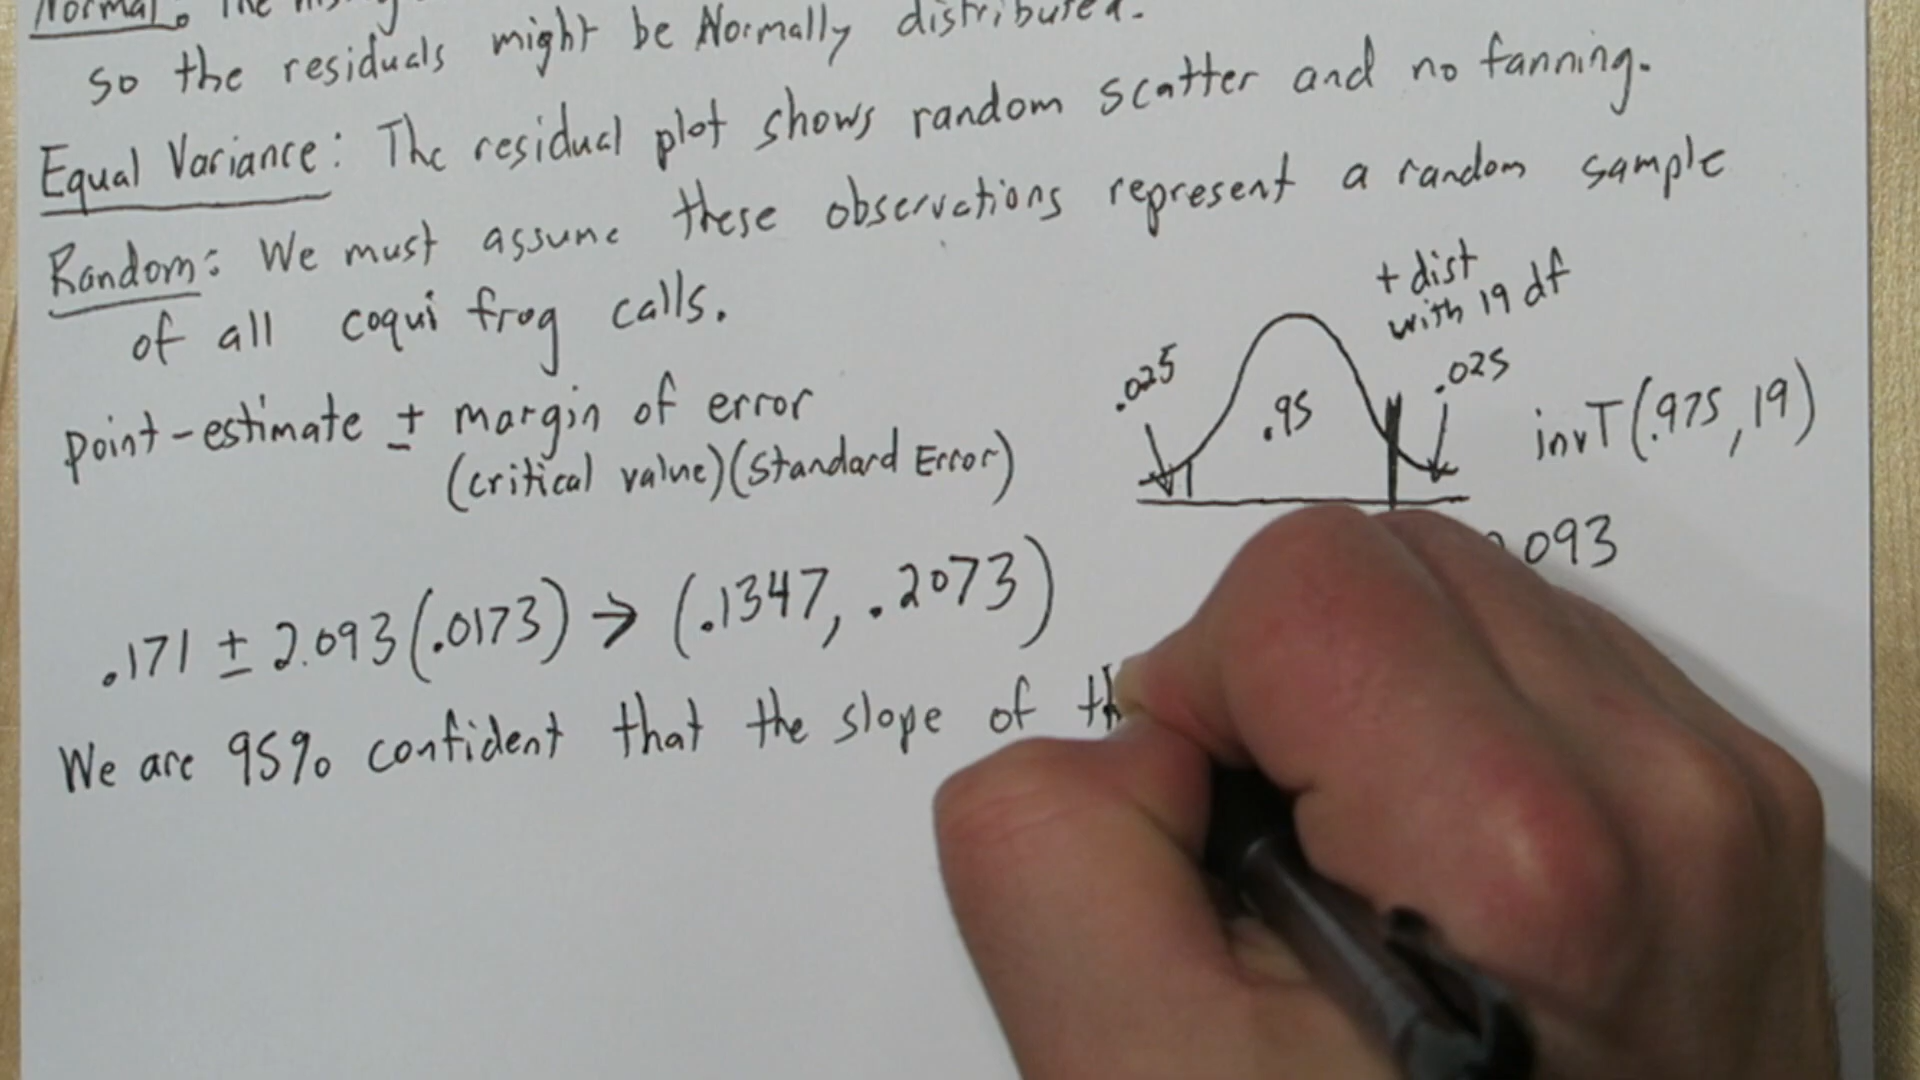 Normal: The
so the residuals might be Normally distributed.
Equal Variance: The residual plot shows random scatter and no fanning.
Random: We must assume these observations represent a random sample
of all coqui frog calls.
t dist
with 19 df
.025
.95
.025
invT(.975, 19)
point-estimate ± margin of error
(critical value)(Standard Error)
.093
.171 ± 2.093(.0173) → (.1347, .2073)
We are 95% confident that the slope of th